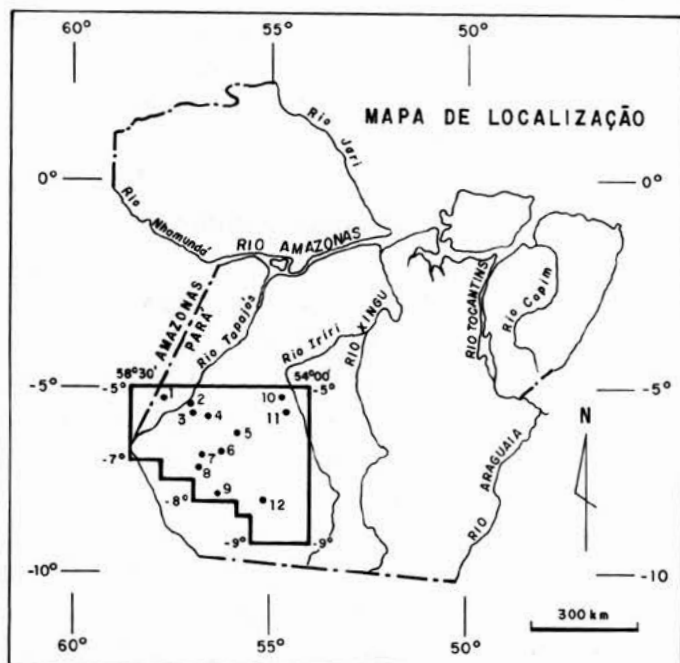 60° 55° 50°
MAPA DE LOCALIZAÇÃO
Rio Jari
0° 0°
Rio Nhamundá
RIO AMAZONAS
AMAZONAS
PARÁ
Rio Tapajós
Rio Iriri
RIO XINGU
RIO TOCANTINS
Rio Capim
58°30' 54°00'
-5° -5° -5° -5°
1
2
3 4
5
6
7
8
9
10
11
12
-7°
-8°
-9° -9°
RIO ARAGUAIA
N
-10° -10
300 km
60° 55° 50°